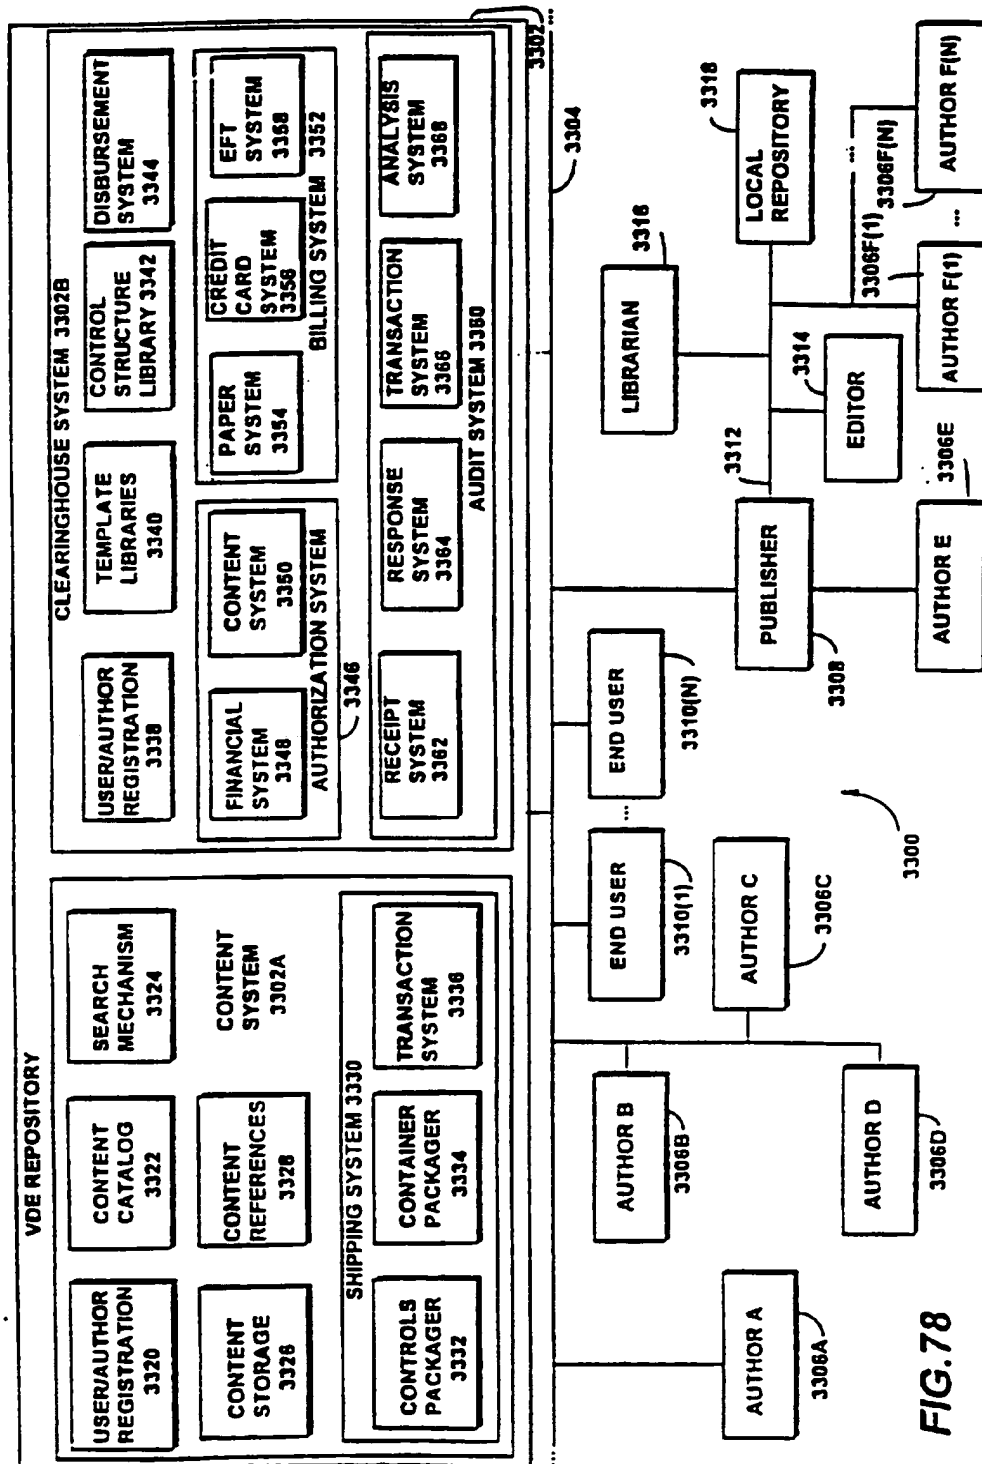 VDE REPOSITORY
3302
USER/AUTHOR
REGISTRATION
3320
CONTENT
CATALOG
3322
SEARCH
MECHANISM
3324
CONTENT
STORAGE
3326
CONTENT
REFERENCES
3328
CONTENT
SYSTEM
3302A
SHIPPING SYSTEM 3330
CONTROLS
PACKAGER
3332
CONTAINER
PACKAGER
3334
TRANSACTION
SYSTEM
3336
CLEARINGHOUSE SYSTEM 3302B
USER/AUTHOR
REGISTRATION
3338
TEMPLATE
LIBRARIES
3340
CONTROL
STRUCTURE
LIBRARY 3342
DISBURSEMENT
SYSTEM
3344
FINANCIAL
SYSTEM
3348
CONTENT
SYSTEM
3350
AUTHORIZATION SYSTEM
3346
PAPER
SYSTEM
3354
CREDIT
CARD
SYSTEM
3356
EFT
SYSTEM
3358
BILLING SYSTEM 3352
RECEIPT
SYSTEM
3362
RESPONSE
SYSTEM
3364
TRANSACTION
SYSTEM
3366
ANALYSIS
SYSTEM
3368
AUDIT SYSTEM 3360
...
...
3304
AUTHOR A
3306A
AUTHOR B
3306B
AUTHOR C
3306C
AUTHOR D
3306D
END USER
3310(1)
...
END USER
3310(N)
PUBLISHER
3308
3312
AUTHOR E
3306E
LIBRARIAN
3316
EDITOR
3314
LOCAL
REPOSITORY
3318
AUTHOR F(1)
3306F(1)
...
...
AUTHOR F(N)
3306F(N)
3300
FIG.78